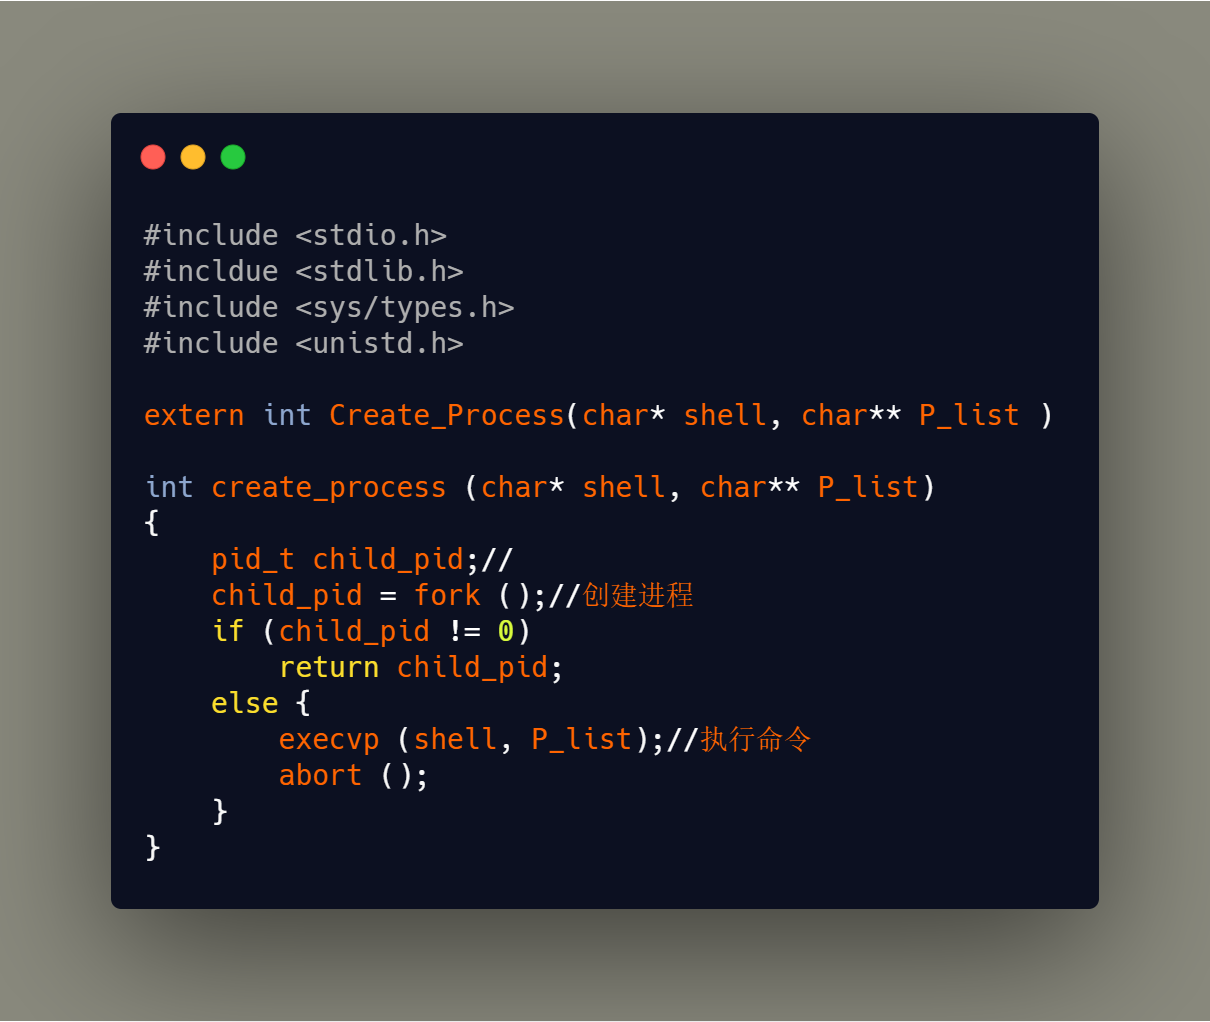 #include <stdio.h>
#incldue <stdlib.h>
#include <sys/types.h>
#include <unistd.h>
extern int Create_Process(char* shell, char** P_list )
int create_process (char* shell, char** P_list)
{
    pid_t child_pid;//
    child_pid = fork ();//创建进程
    if (child_pid != 0)
        return child_pid;
    else {
        execvp (shell, P_list);//执行命令
        abort ();
    }
}